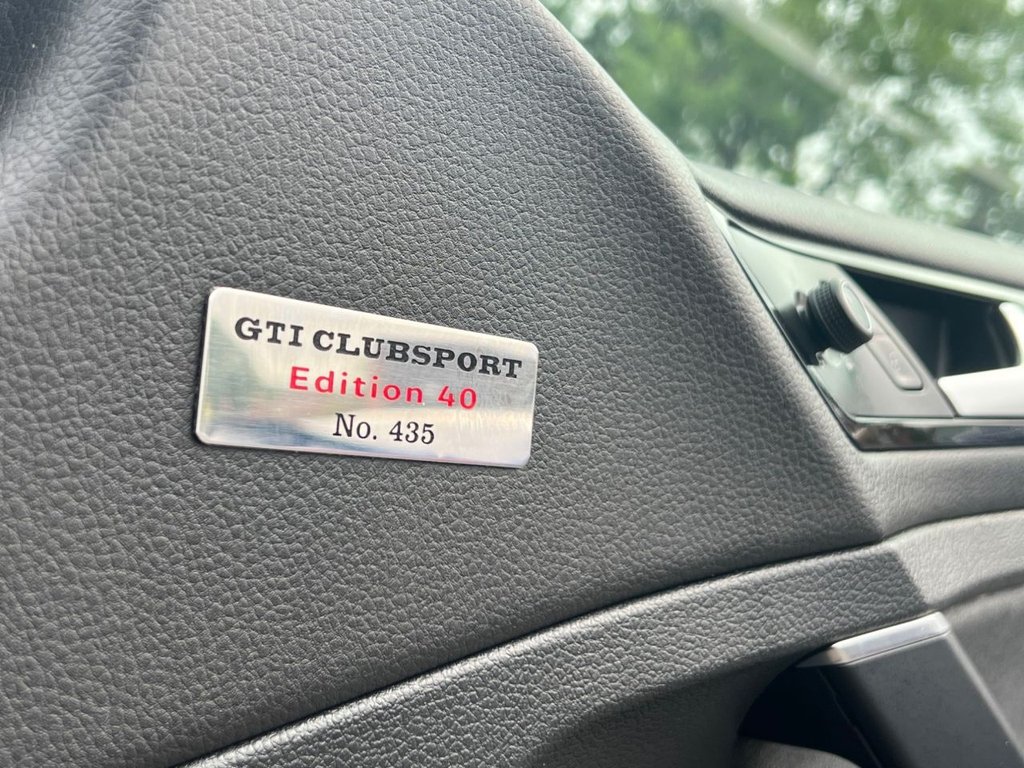 GTI CLUBSPORT
Edition 40
No. 435